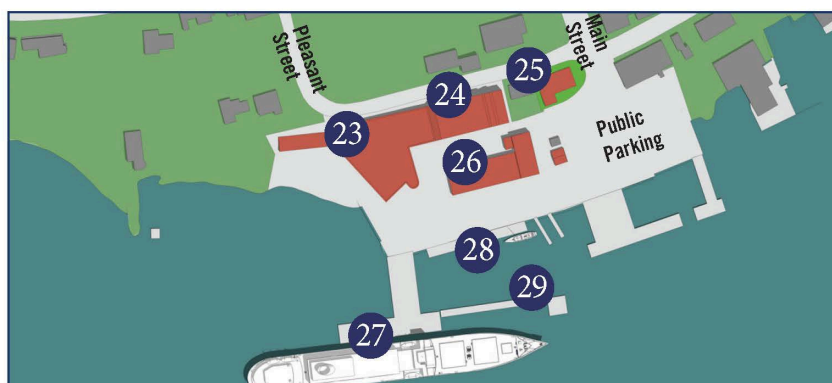 Pleasant
Street
Main
Street
25
24
23
26
Public
Parking
28
29
27